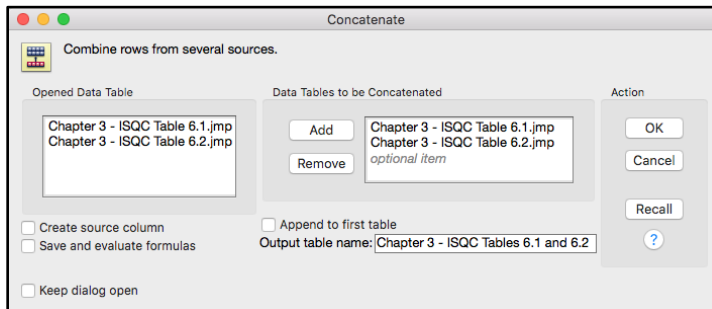 Concatenate
Combine rows from several sources.
Opened Data Table
Chapter 3 - ISQC Table 6.1.jmp
Chapter 3 - ISQC Table 6.2.jmp
Create source column
Save and evaluate formulas
Keep dialog open
Data Tables to be Concatenated
Add
Remove
Chapter 3 - ISQC Table 6.1.jmp
Chapter 3 - ISQC Table 6.2.jmp
optional item
Append to first table
Output table name: Chapter 3 - ISQC Tables 6.1 and 6.2
Action
OK
Cancel
Recall
?